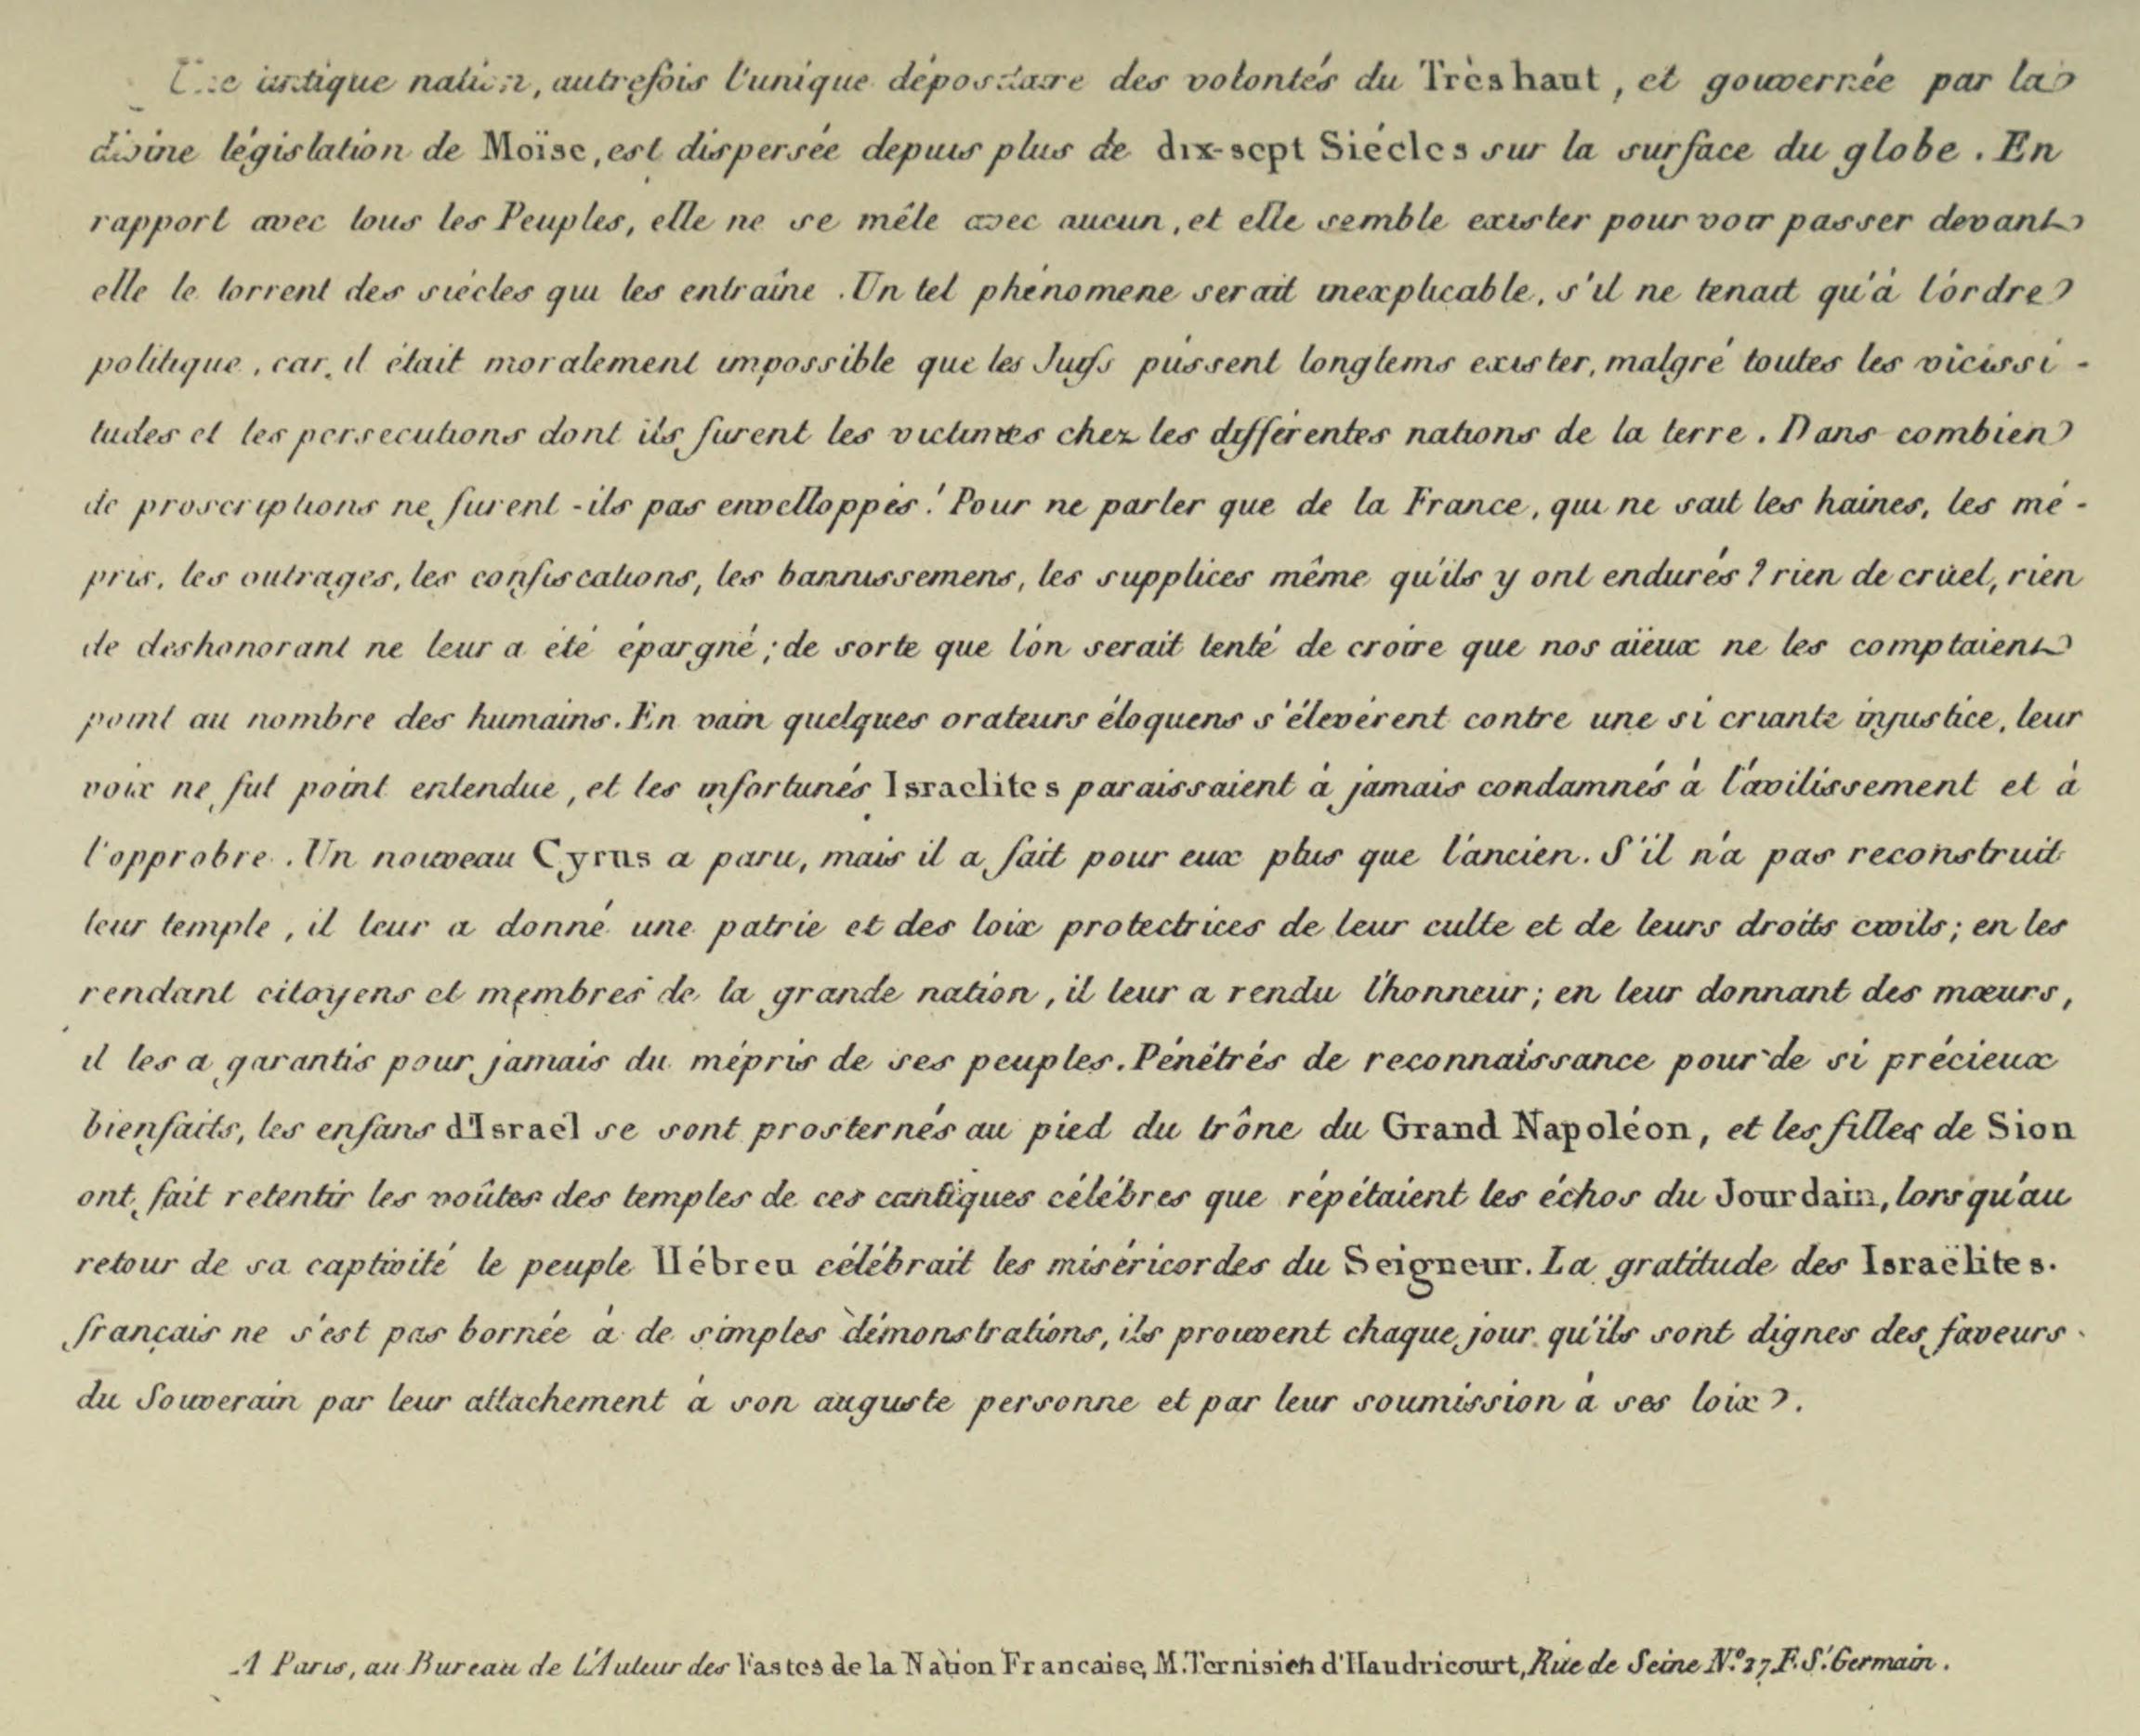 Une antique nation, autrefois l'unique dépositaire des volontés du Très haut, et gouvernée par la
divine législation de Moïse, est dispersée depuis plus de dix-sept Siécles sur la surface du globe. En
rapport avec tous les Peuples, elle ne se mêle avec aucun, et elle semble exister pour voir passer devant
elle le torrent des siécles qui les entraîne. Un tel phénomene serait inexplicable, s'il ne tenait qu'à l'ordre
politique, car il était moralement impossible que les Juifs pússent longtems exister, malgré toutes les vicissi-
tudes et les persecutions dont ils furent les victimes chez les différentes nations de la terre. Dans combien
de proscriptions ne furent-ils pas envelloppés! Pour ne parler que de la France, qui ne sait les haines, les mé-
pris, les outrages, les confiscations, les bannissemens, les supplices même qu'ils y ont endurés? rien de cruel, rien
de deshonorant ne leur a été épargné; de sorte que l'on serait tenté de croire que nos aïeux ne les comptaient
point au nombre des humains. En vain quelques orateurs éloquens s'élevérent contre une si criante injustice, leur
voix ne fut point entendue, et les infortunés Israelites paraissaient à jamais condamnés à l'avilissement et à
l'opprobre. Un nouveau Cyrus a paru, mais il a fait pour eux plus que l'ancien. S'il n'a pas reconstruit
leur temple, il leur a donné une patrie et des loix protectrices de leur culte et de leurs droits civils; en les
rendant citoyens et membres de la grande nation, il leur a rendu l'honneur; en leur donnant des mœurs,
il les a garantis pour jamais du mépris de ses peuples. Pénétrés de reconnaissance pour de si précieux
bienfaits, les enfans d'Israël se sont prosternés au pied du trône du Grand Napoléon, et les filles de Sion
ont fait retentir les voûtes des temples de ces cantiques célébres que répétaient les échos du Jourdain, lorsqu'au
retour de sa captivité le peuple Hébreu célébrait les miséricordes du Seigneur. La gratitude des Israëlites.
français ne s'est pas bornée à de simples démonstrations, ils prouvent chaque jour qu'ils sont dignes des faveurs
du Souverain par leur attachement à son auguste personne et par leur soumission à ses loix.
A Paris, au Bureau de L'Auteur des Fastes de la Nation Francaise, M. Ternisien d'Haudricourt, Rue de Seine N.º 27 F. S.t Germain.